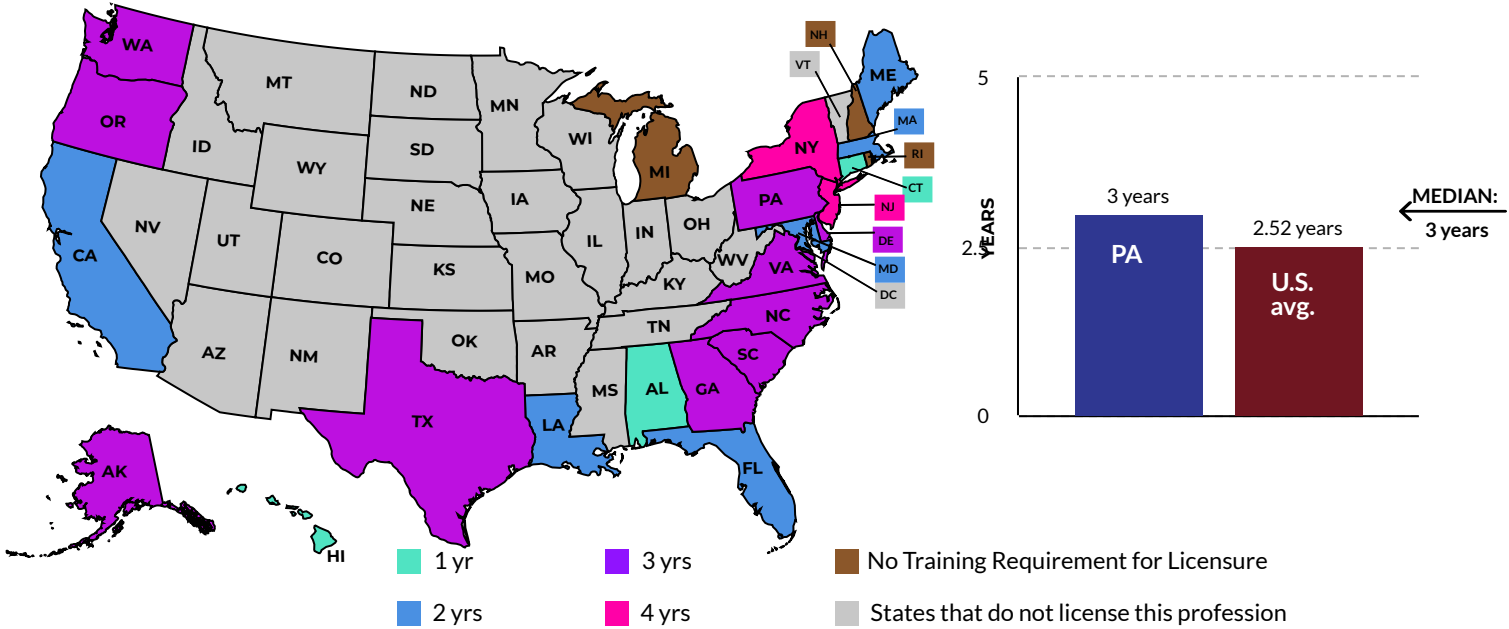 WA
OR
CA
MT
ID
WY
NV
UT
CO
AZ
NM
ND
SD
NE
KS
OK
TX
MN
IA
MO
AR
LA
WI
IL
MI
IN
OH
KY
TN
MS
AL
GA
FL
SC
NC
VA
WV
PA
NY
ME
NH
VT
MA
RI
CT
NJ
DE
MD
DC
AK
HI
5
2.5
0
YEARS
3 years
PA
2.52 years
U.S.
avg.
MEDIAN:
3 years
1 yr
3 yrs
No Training Requirement for Licensure
2 yrs
4 yrs
States that do not license this profession